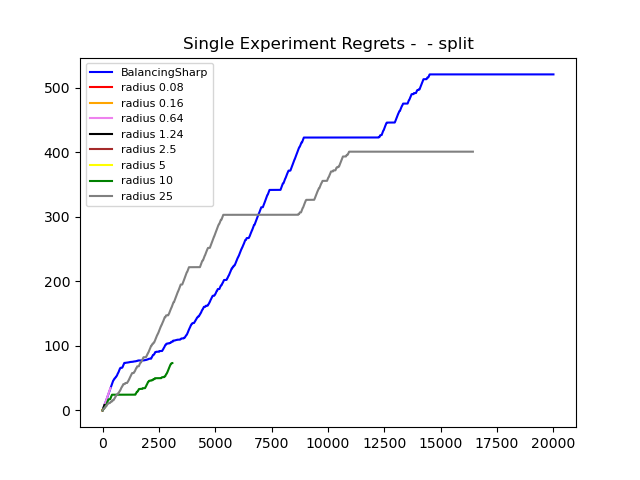 Single Experiment Regrets -  - split
BalancingSharp
radius 0.08
radius 0.16
radius 0.64
radius 1.24
radius 2.5
radius 5
radius 10
radius 25
500
400
300
200
100
0
0 2500 5000 7500 10000 12500 15000 17500 20000